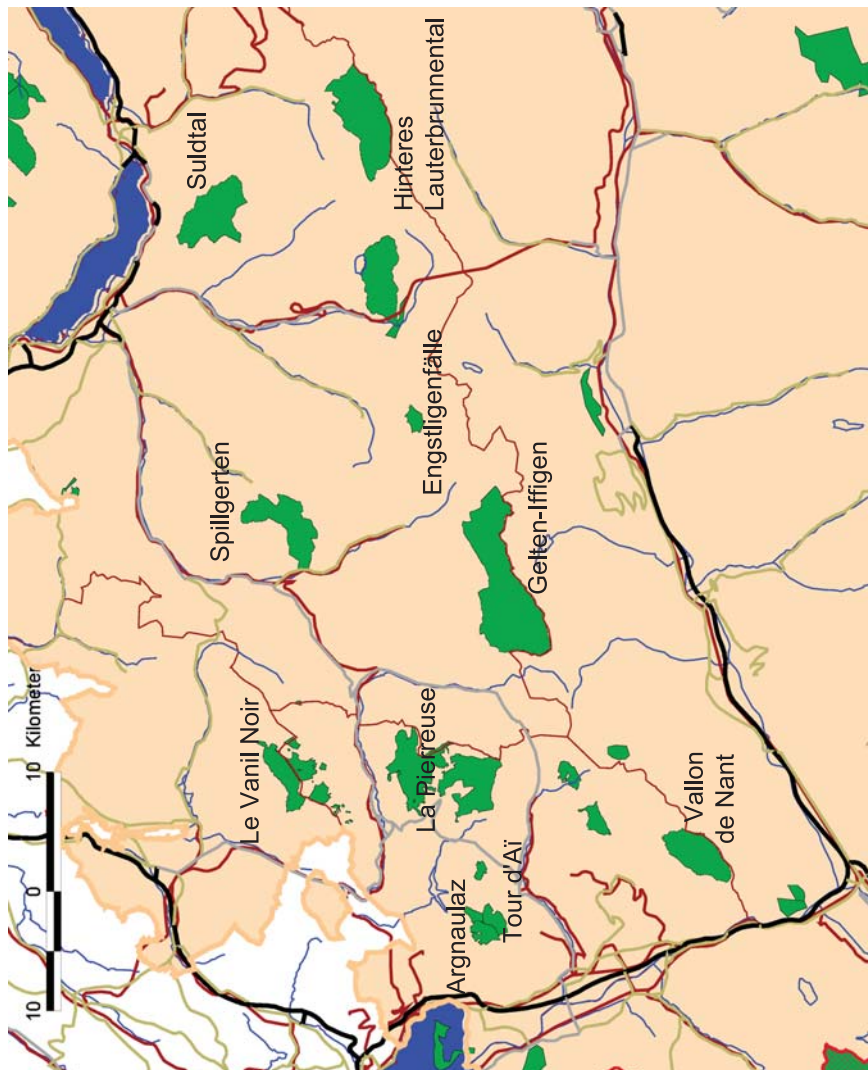 10 0 10 Kilometer
Le Vanil Noir
Spillgerten
Suldtal
Argnaulaz
Tour d'Aï
La Pierreuse
Engstligenfälle
Hinteres
Lauterbrunnental
Gelten-Iffigen
Vallon
de Nant